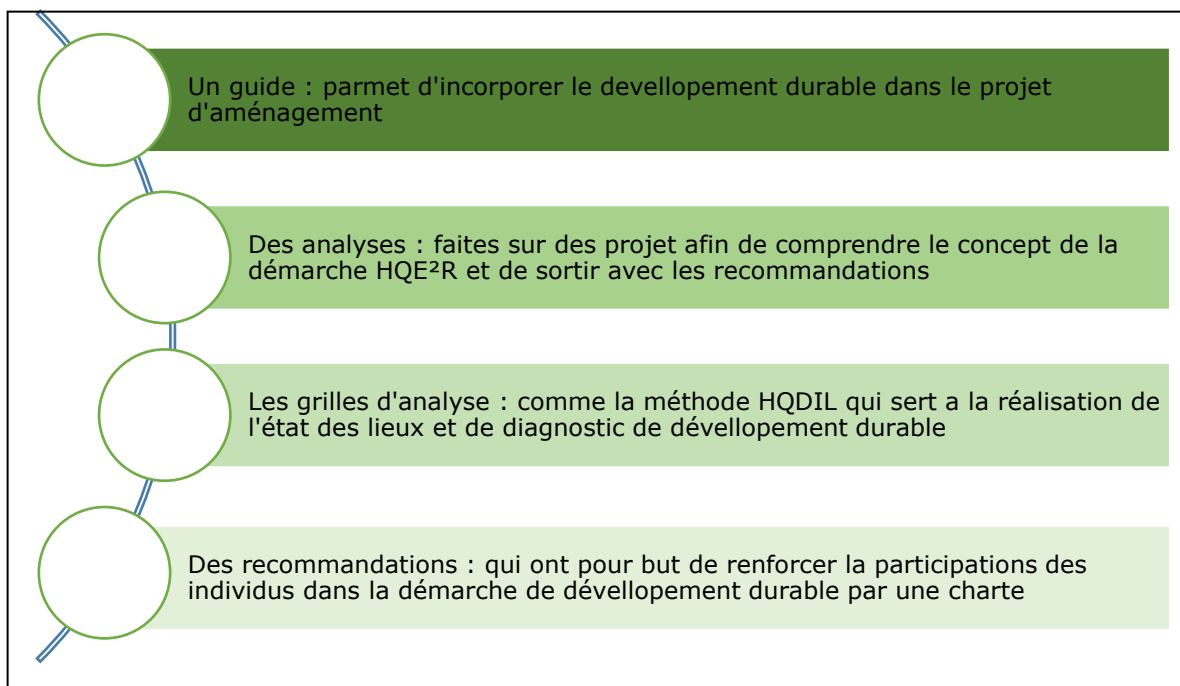 Un guide : parmet d'incorporer le devellopement durable dans le projet
d'aménagement
Des analyses : faites sur des projet afin de comprendre le concept de la
démarche HQE²R et de sortir avec les recommandations
Les grilles d'analyse : comme la méthode HQDIL qui sert a la réalisation de
l'état des lieux et de diagnostic de dévellopement durable
Des recommandations : qui ont pour but de renforcer la participations des
individus dans la démarche de dévellopement durable par une charte